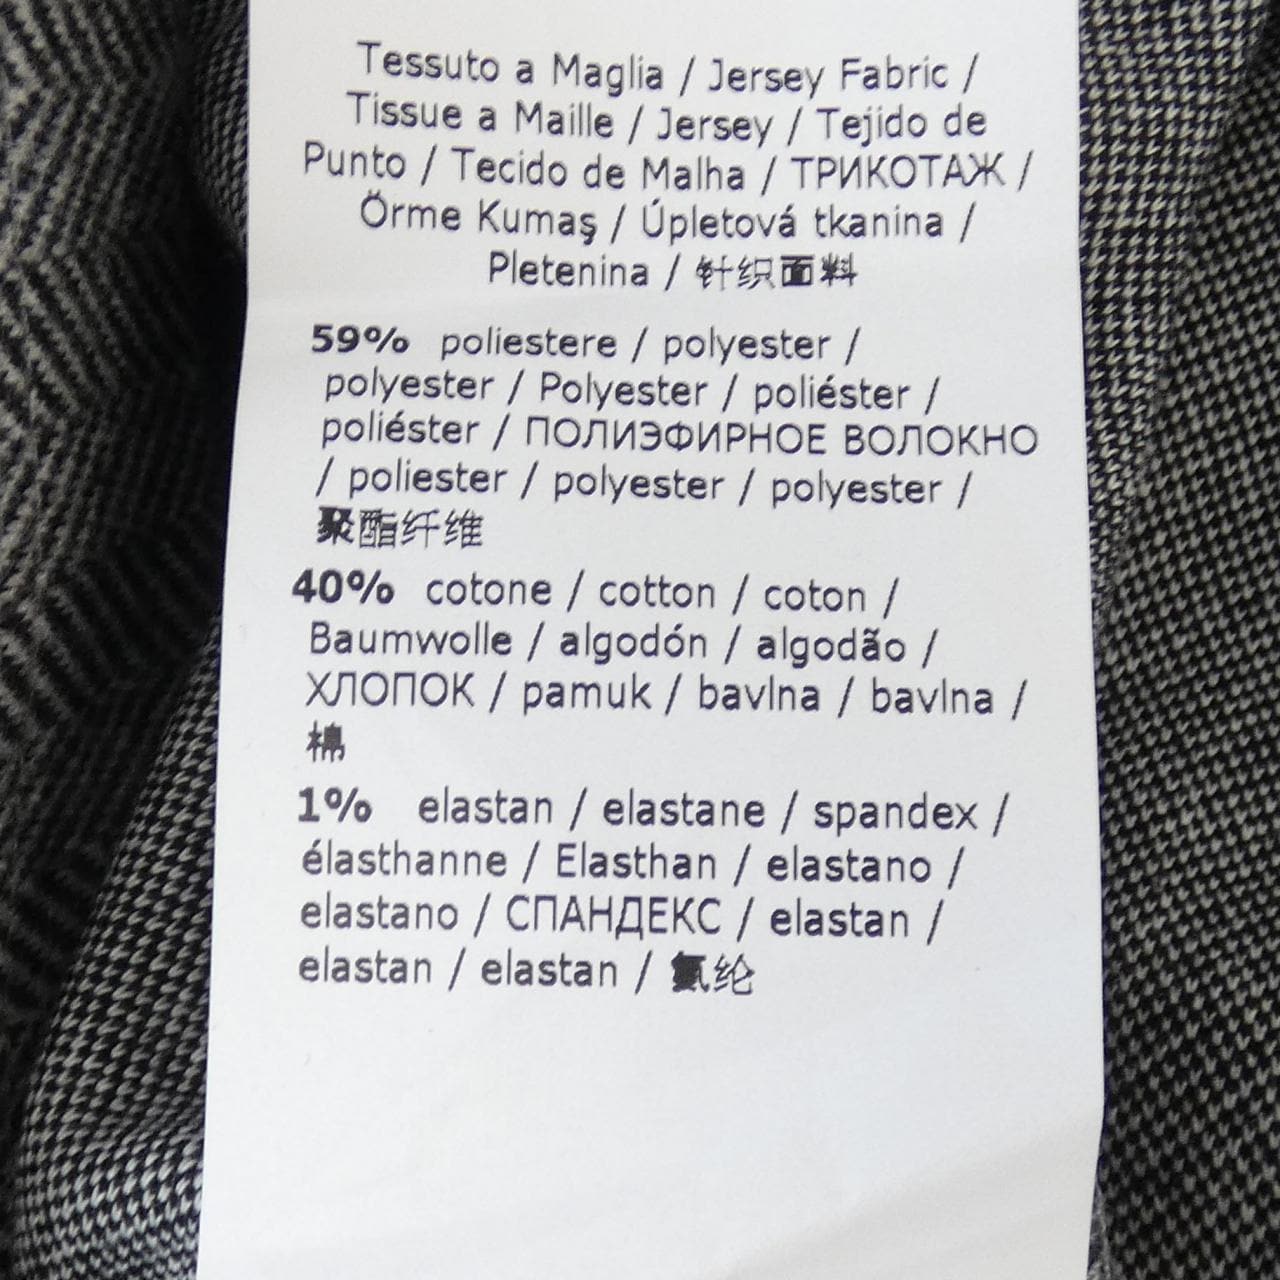 Tessuto a Maglia / Jersey Fabric /
Tissue a Maille / Jersey / Tejido de
Punto / Tecido de Malha / ТРИКОТАЖ /
Örme Kumaş / Úpletová tkanina /
Pletenina / 针织面料
59% poliestere / polyester /
polyester / Polyester / poliéster /
poliéster / ПОЛИЭФИРНОЕ ВОЛОКНО
/ poliester / polyester / polyester /
聚酯纤维
40% cotone / cotton / coton /
Baumwolle / algodón / algodão /
ХЛОПОК / pamuk / bavlna / bavlna /
棉
1% elastan / elastane / spandex /
élasthanne / Elasthan / elastano /
elastano / СПАНДЕКС / elastan /
elastan / elastan / 氨纶